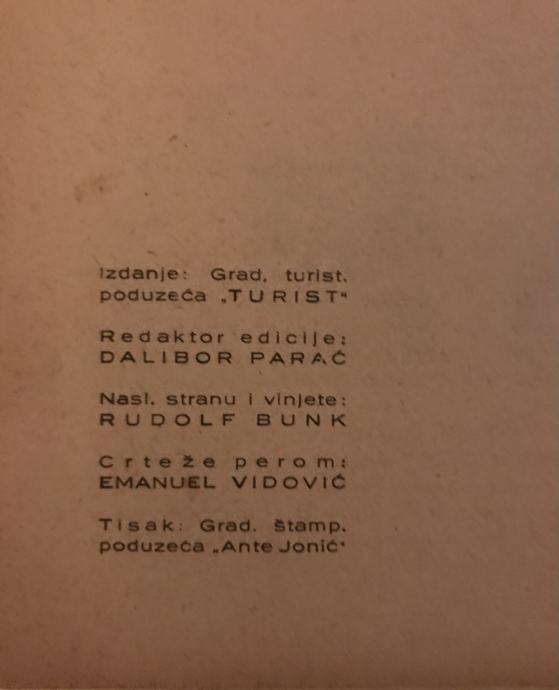 Izdanje: Grad. turist.
poduzeća „TURIST“
Redaktor edicije:
DALIBOR PARAĆ
Nasl. stranu i vinjete:
RUDOLF BUNK
Crteže perom:
EMANUEL VIDOVIĆ
Tisak: Grad. štamp.
poduzeća „Ante Jonić“